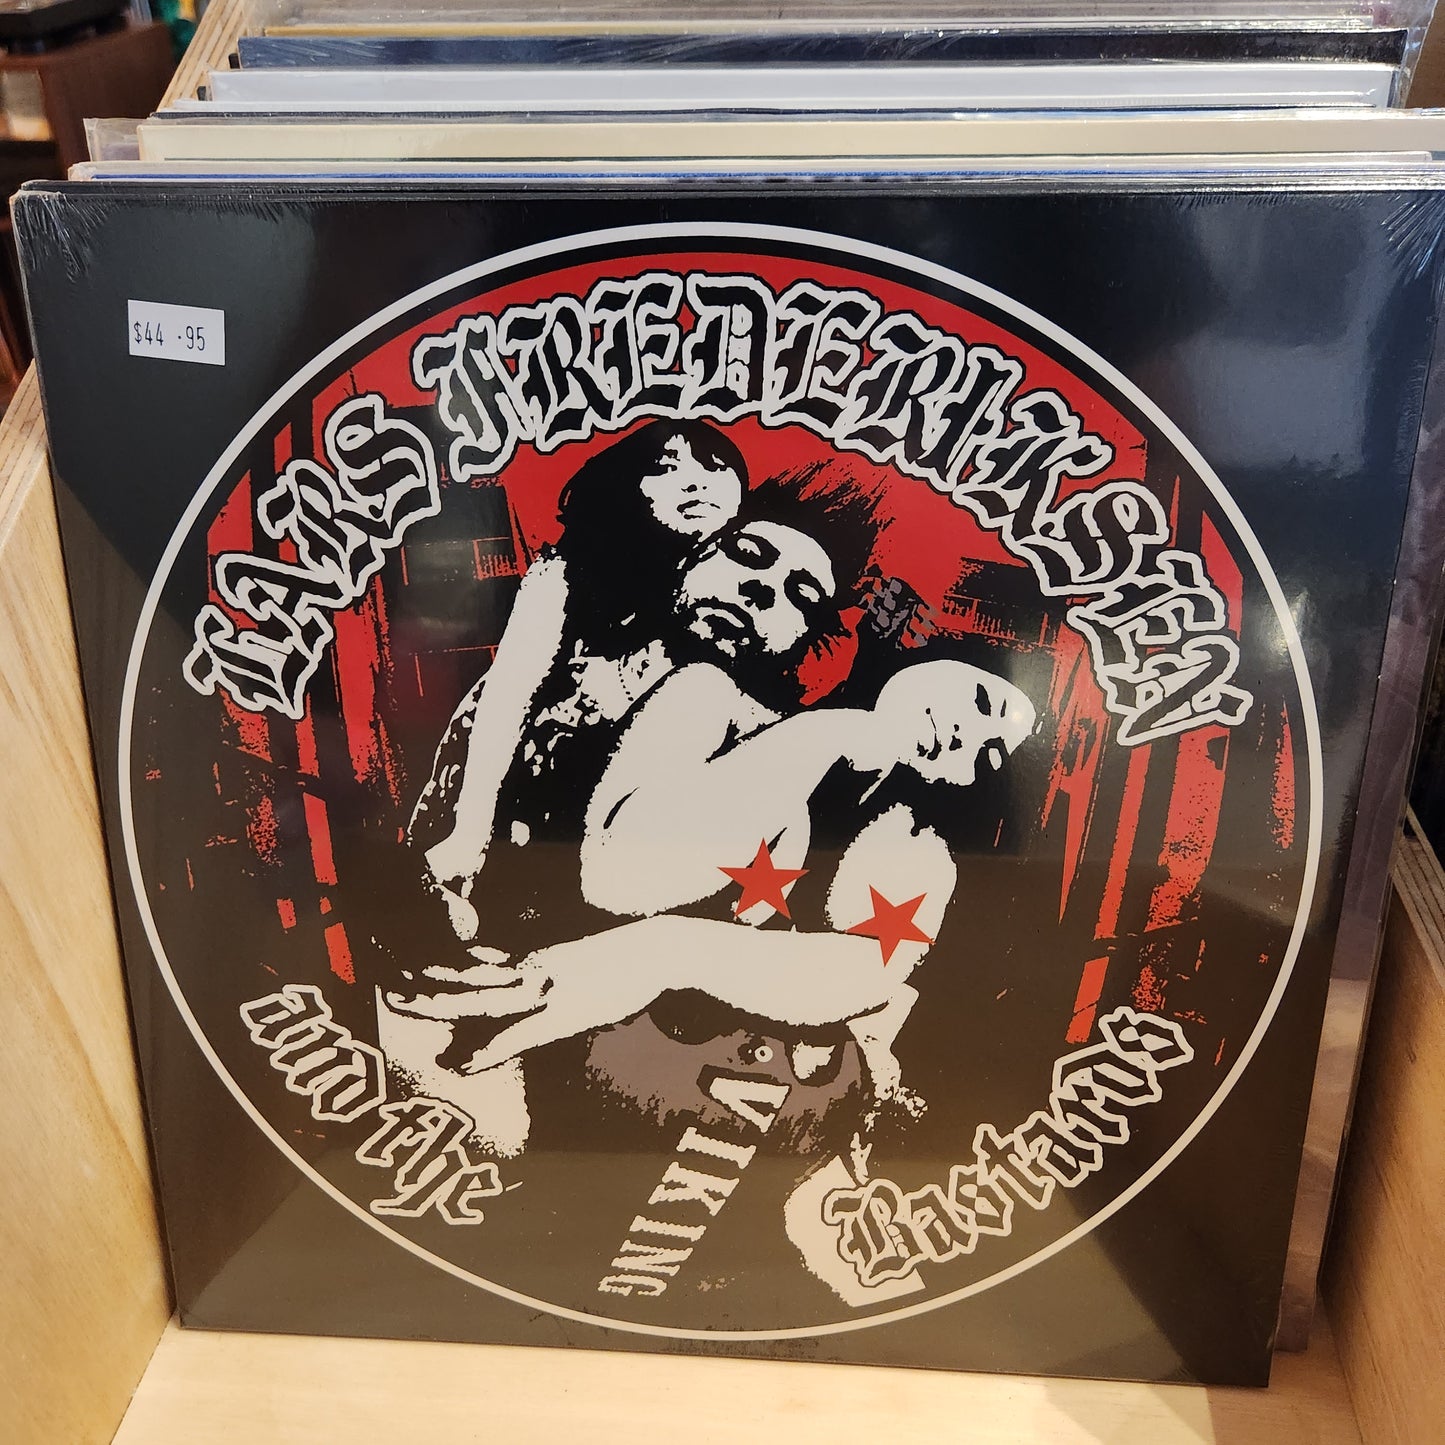 $44.95
LARS FREDERIKSEN
and the
Bastards
VIKING